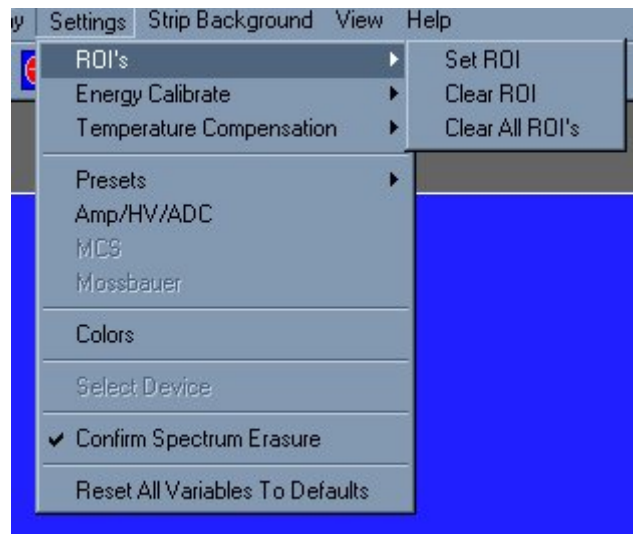 y Settings Strip Background View Help
ROI's
Set ROI
Energy Calibrate
Clear ROI
Temperature Compensation
Clear All ROI's
Presets
Amp/HV/ADC
MCS
Mossbauer
Colors
Select Device
Confirm Spectrum Erasure
Reset All Variables To Defaults